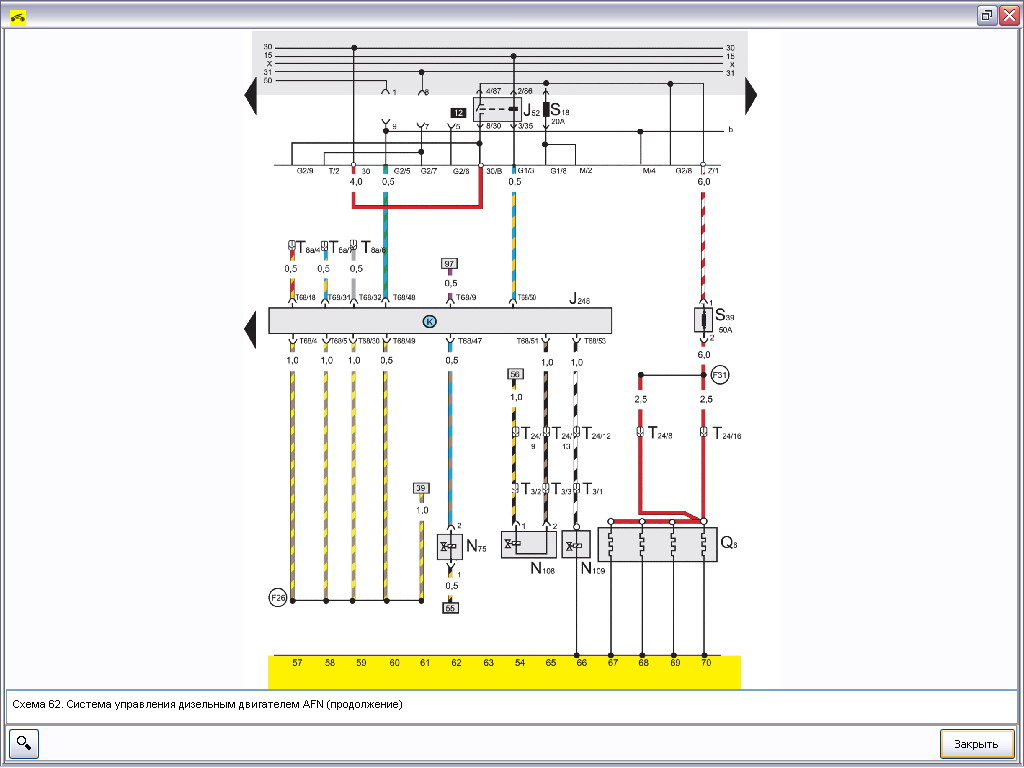 30 30
15 15
X X
31 31
50
1 8 4/87 2/86
12 J52 S18
20A
9 7 5 8/30 3/35 b
G2/9 T/2 30 G2/5 G2/7 G2/6 30/B G1/3 G1/8 M/2 M/4 G2/8 Z/1
4,0 0,5 0,5 6,0
T8a/4 T8a/6
97
0,5 0,5 0,5 0,5
T68/18 T68/31 T68/32 T68/48 T68/9 T68/50 J248
1
K S39
50A
2
T68/4 T68/5 T68/30 T68/49 T68/47 T68/51 T68/53
1,0 1,0 1,0 0,5 0,5 1,0 1,0 6,0
56 F31
1,0 2,5 2,5
T24/9 T24/10 T24/12 T24/8 T24/16
39 T3/2 T3/3 T3/1
1,0
2 1 2
N75 N108 N109 Q6
1
0,5
F26 55
57 58 59 60 61 62 63 54 65 66 67 68 69 70
Схема 62. Система управления дизельным двигателем AFN (продолжение)
Закрыть